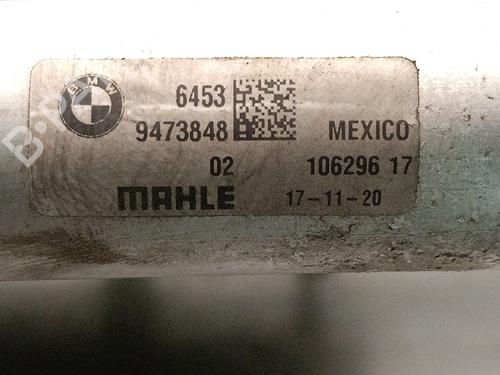 BMW
6453
9473848
MEXICO
02
106296 17
MAHLE
17-11-20